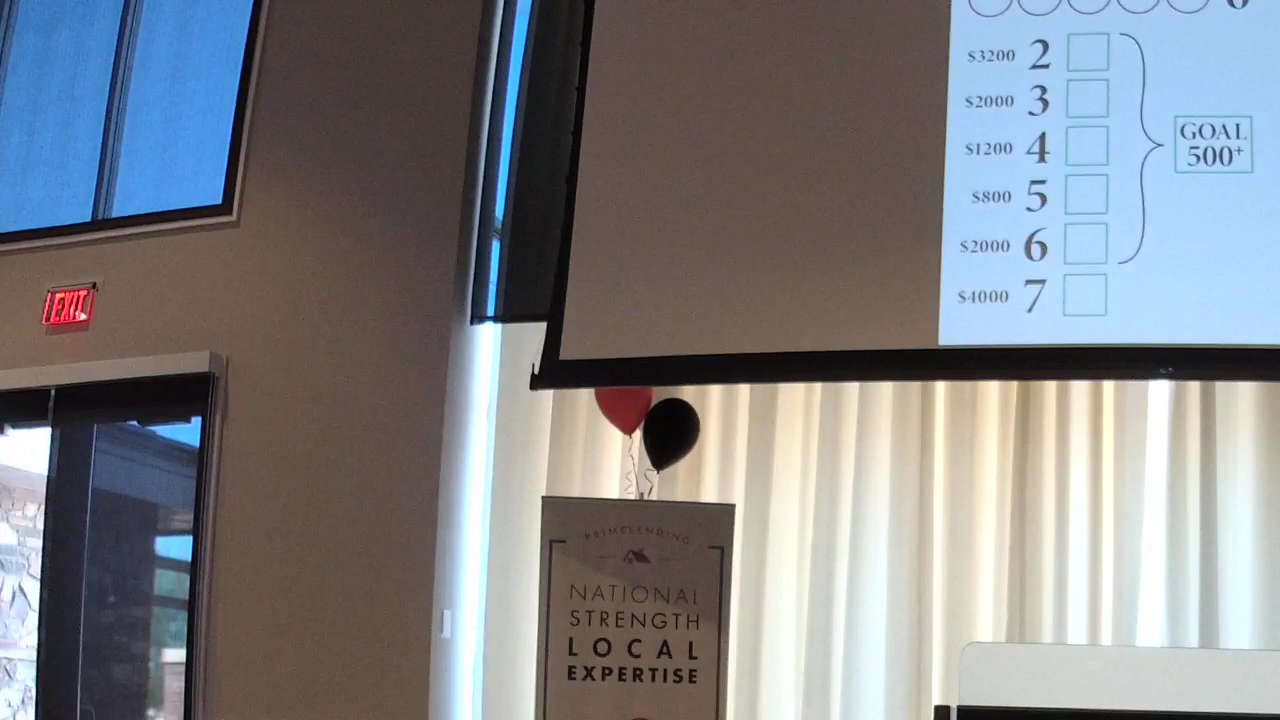 $3200 2
$2000 3
$1200 4
$800 5
$2000 6
$4000 7
GOAL
500+
EXIT
PRIMELENDING
NATIONAL
STRENGTH
LOCAL
EXPERTISE